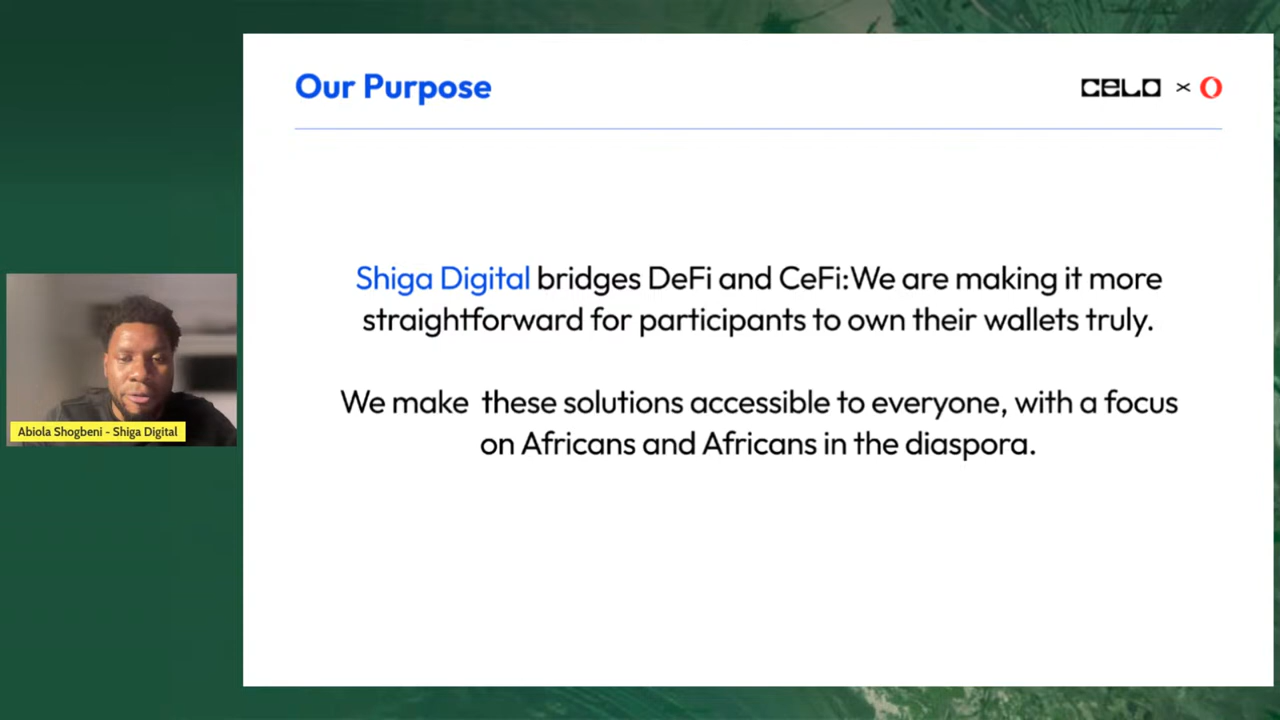 Our Purpose
CELO ×
Shiga Digital bridges DeFi and CeFi:We are making it more
straightforward for participants to own their wallets truly.
We make  these solutions accessible to everyone, with a focus
on Africans and Africans in the diaspora.
Abiola Shogbeni - Shiga Digital